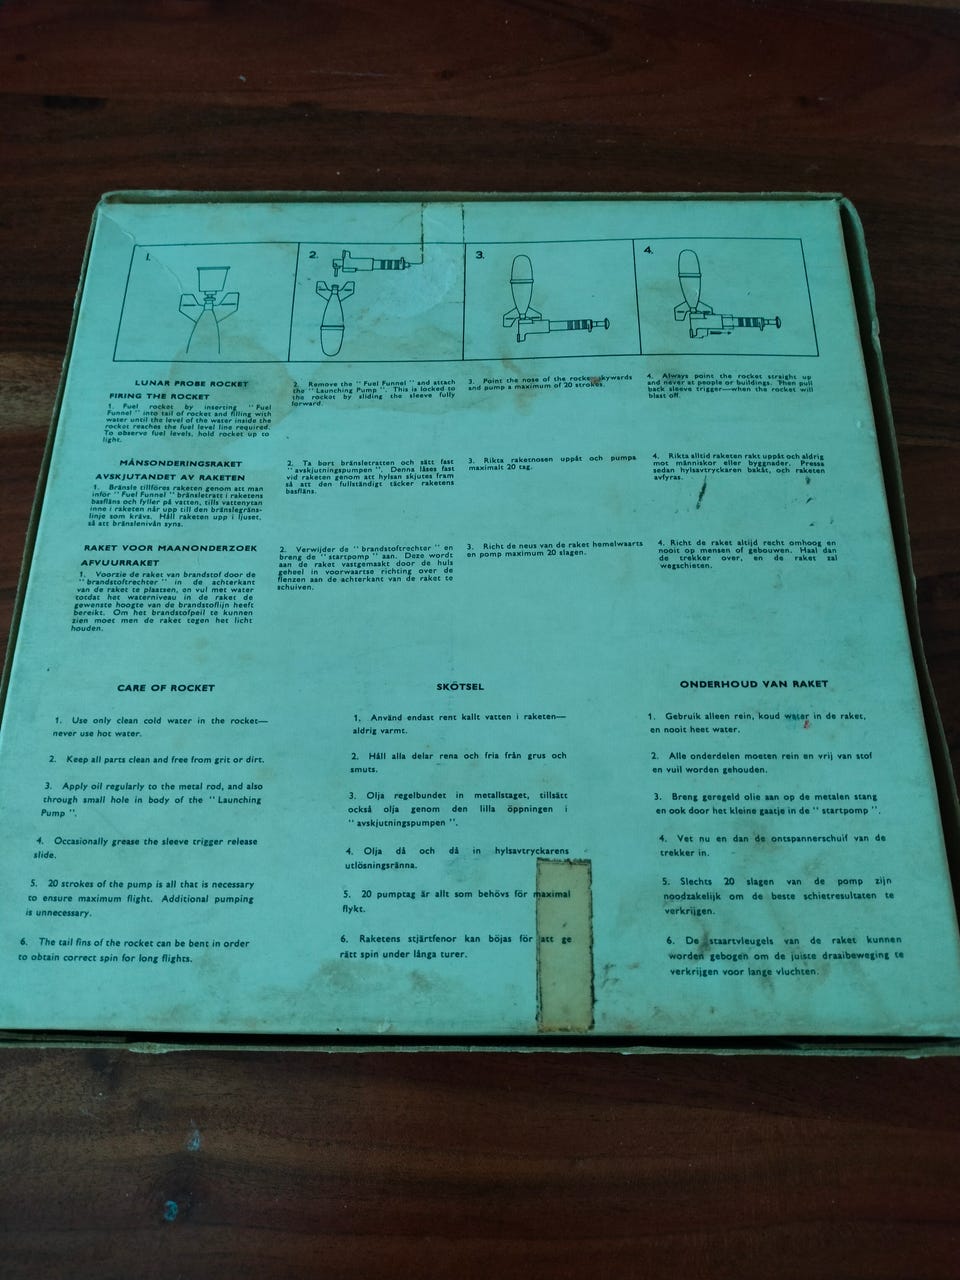 1.
2.
3.
4.
LUNAR PROBE ROCKET
FIRING THE ROCKET
1. Fuel rocket by inserting "Fuel
Funnel" into tail of rocket and filling with
water until the level of the water inside the
rocket reaches the fuel level line required.
To observe fuel levels, hold rocket up to
light.
2. Remove the "Fuel Funnel" and attach
the "Launching Pump". This is locked to
the rocket by sliding the sleeve fully
forward.
3. Point the nose of the rocket skywards
and pump a maximum of 20 strokes.
4. Always point the rocket straight up
and never at people or buildings. Then pull
back sleeve trigger—when the rocket will
blast off.
MÅNSONDERINGSRAKET
AVSKJUTANDET AV RAKETEN
1. Bränsle tillföres raketen genom att man
inför "Fuel Funnel" bränsletratt i raketens
basfläns och fyller på vatten, tills vattenytan
inne i raketen når upp till den bränslegräns-
linje som krävs. Håll raketen upp i ljuset,
så att bränslenivån syns.
2. Ta bort bränsletratten och sätt fast
"avskjutningspumpen". Denna låses fast
vid raketen genom att hylsan skjutes fram
så att den fullständigt täcker raketens
basfläns.
3. Rikta raketnosen uppåt och pumpa
maximalt 20 tag.
4. Rikta alltid raketen rakt uppåt och aldrig
mot människor eller byggnader. Pressa
sedan hylsavtryckaren bakåt, och raketen
avfyras.
RAKET VOOR MAANONDERZOEK
AFVUURRAKET
1. Voorzie de raket van brandstof door de
"brandstoftrechter" in de achterkant
van de raket te plaatsen, en vul met water
totdat het waterniveau in de raket de
gewenste hoogte van de brandstoflijn heeft
bereikt. Om het brandstofpeil te kunnen
zien moet men de raket tegen het licht
houden.
2. Verwijder de "brandstoftrechter" en
breng de "startpomp" aan. Deze wordt
aan de raket vastgemaakt door de huls
geheel in voorwaartse richting over de
flenzen aan de achterkant van de raket te
schuiven.
3. Richt de neus van de raket hemelwaarts
en pomp maximum 20 slagen.
4. Richt de raket altijd recht omhoog en
nooit op mensen of gebouwen. Haal dan
de trekker over, en de raket zal
wegschieten.
CARE OF ROCKET
1. Use only clean cold water in the rocket—
never use hot water.
2. Keep all parts clean and free from grit or dirt.
3. Apply oil regularly to the metal rod, and also
through small hole in body of the "Launching
Pump".
4. Occasionally grease the sleeve trigger release
slide.
5. 20 strokes of the pump is all that is necessary
to ensure maximum flight. Additional pumping
is unnecessary.
6. The tail fins of the rocket can be bent in order
to obtain correct spin for long flights.
SKÖTSEL
1. Använd endast rent kallt vatten i raketen—
aldrig varmt.
2. Håll alla delar rena och fria från grus och
smuts.
3. Olja regelbundet in metallstaget, tillsätt
också olja genom den lilla öppningen i
"avskjutningspumpen".
4. Olja då och då in hylsavtryckarens
utlösningsränna.
5. 20 pumptag är allt som behövs för maximal
flykt.
6. Raketens stjärtfenor kan böjas för att ge
rätt spin under långa turer.
ONDERHOUD VAN RAKET
1. Gebruik alleen rein, koud water in de raket,
en nooit heet water.
2. Alle onderdelen moeten rein en vrij van stof
en vuil worden gehouden.
3. Breng geregeld olie aan op de metalen stang
en ook door het kleine gaatje in de "startpomp".
4. Vet nu en dan de ontspannerschuif van de
trekker in.
5. Slechts 20 slagen van de pomp zijn
noodzakelijk om de beste schietresultaten te
verkrijgen.
6. De staartvleugels van de raket kunnen
worden gebogen om de juiste draaibeweging te
verkrijgen voor lange vluchten.